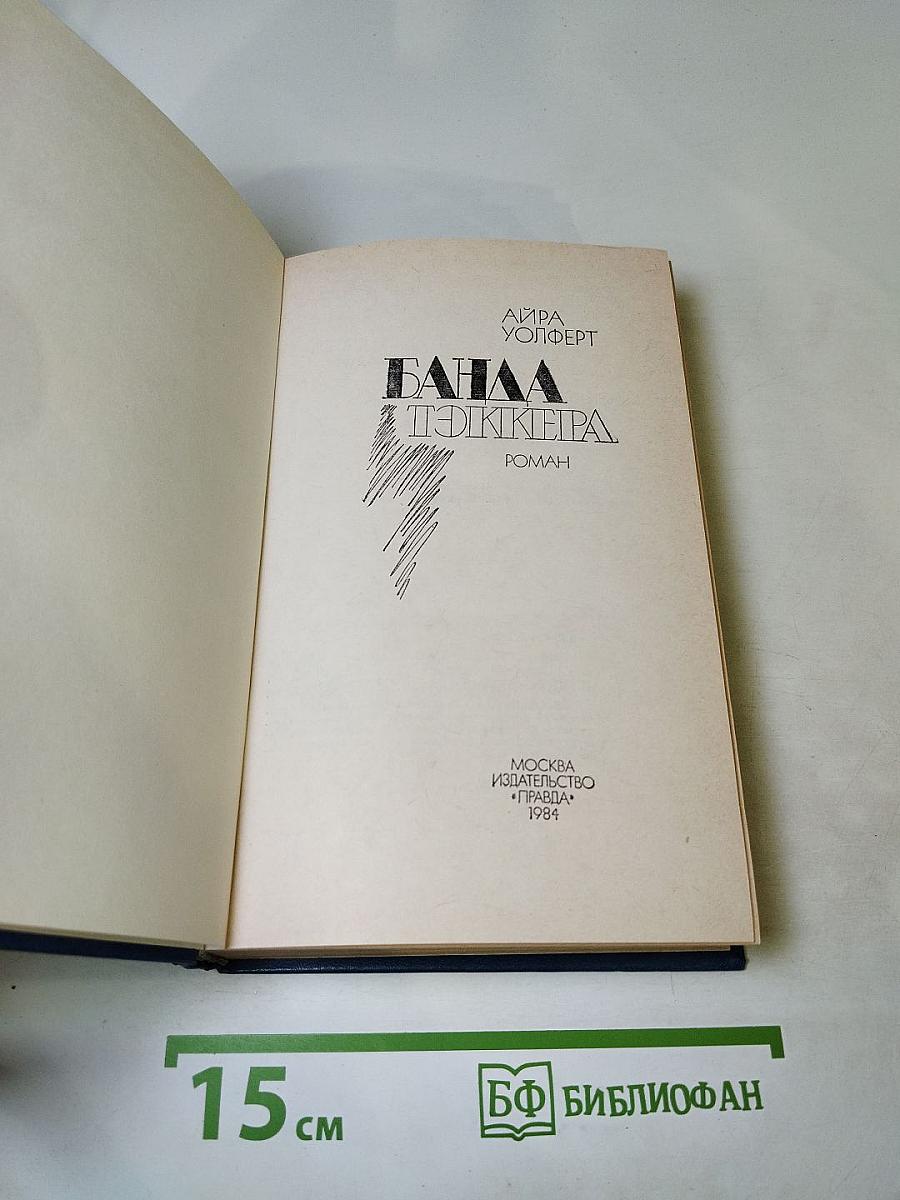 АЙРА
УОЛФЕРТ
БАНДА
ТЭККЕРА
РОМАН
МОСКВА
ИЗДАТЕЛЬСТВО
«ПРАВДА»
1984
15 см
БФ БИБЛИОФАН